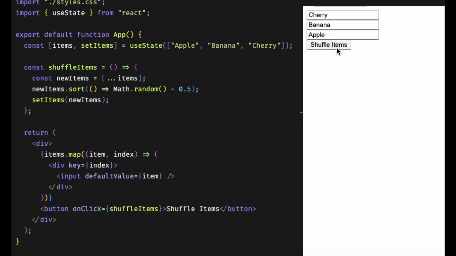 import "./styles.css";
import { useState } from "react";
export default function App() {
const [items, setItems] = useState(["Apple", "Banana", "Cherry"]);
const shuffleItems = () => {
const newItems = [...items];
newItems.sort(() => Math.random() - 0.5);
setItems(newItems);
};
return (
<div>
{items.map((item, index) => (
<div key={index}>
<input defaultValue={item} />
</div>
))}
<button onClick={shuffleItems}>Shuffle Items</button>
</div>
);
}
Cherry
Banana
Apple
Shuffle Items